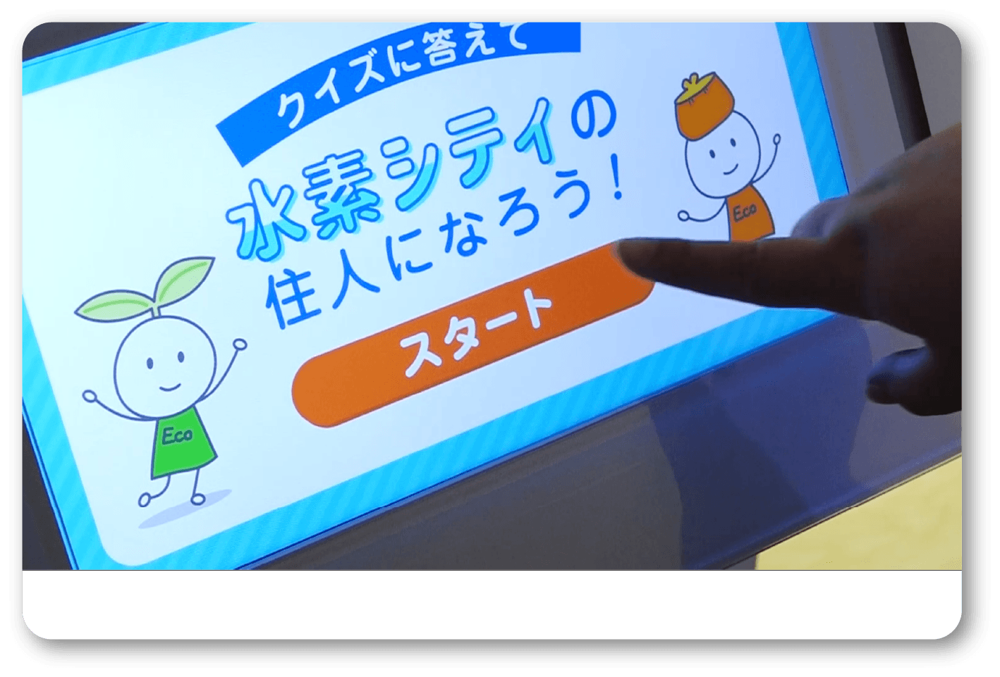 クイズに答えて
水素シティの
住人になろう！
スタート
Eco
Eco